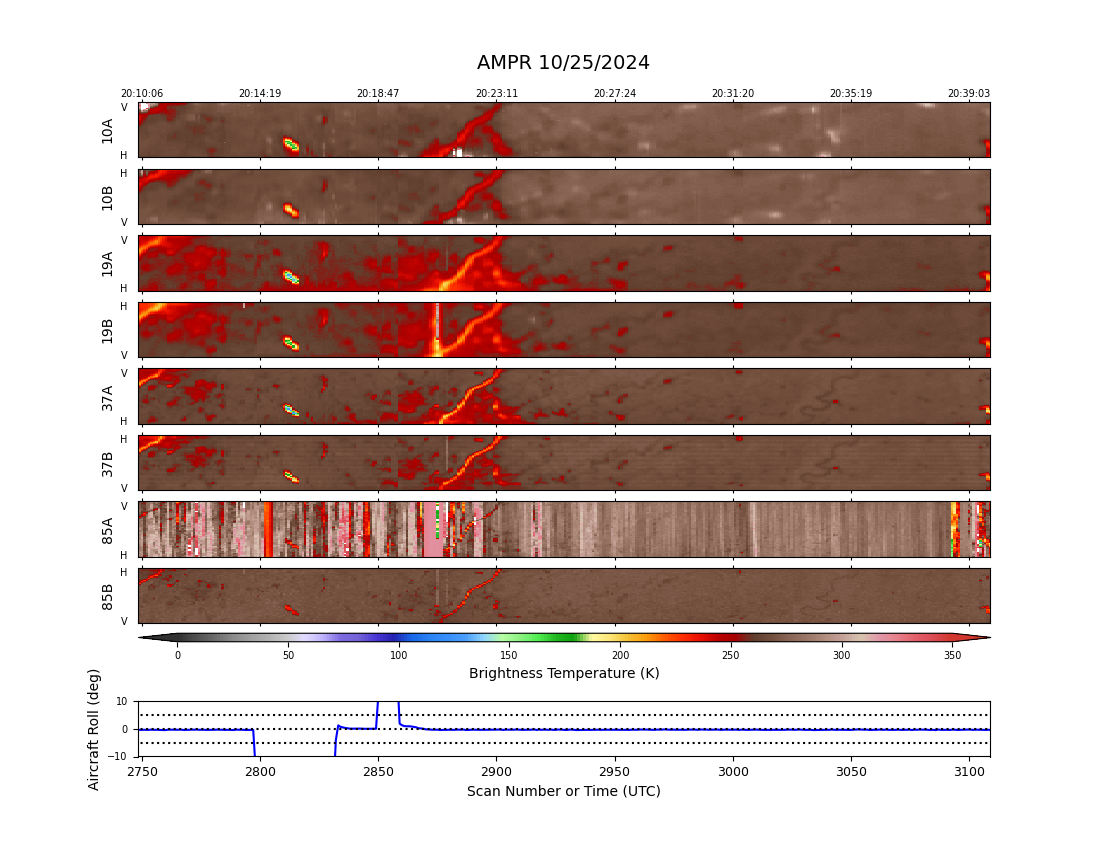 AMPR 10/25/2024
20:10:06 20:14:19 20:18:47 20:23:11 20:27:24 20:31:20 20:35:19 20:39:03
V
10A
H
H
10B
V
V
19A
H
H
19B
V
V
37A
H
H
37B
V
V
85A
H
H
85B
V
0 50 100 150 200 250 300 350
Brightness Temperature (K)
Aircraft Roll (deg)
10
0
−10
2750 2800 2850 2900 2950 3000 3050 3100
Scan Number or Time (UTC)